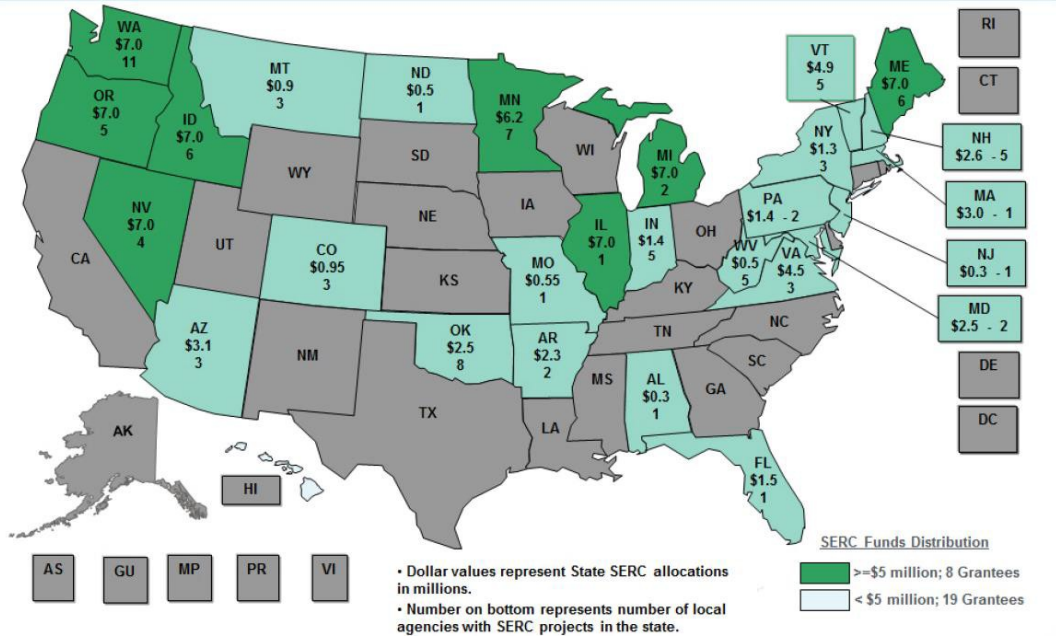 WA
$7.0
11
OR
$7.0
5
ID
$7.0
6
MT
$0.9
3
ND
$0.5
1
MN
$6.2
7
SD
WY
NE
IA
WI
MI
$7.0
2
VT
$4.9
5
ME
$7.0
6
RI
CT
NH
$2.6 - 5
MA
$3.0 - 1
NJ
$0.3 - 1
MD
$2.5 - 2
DE
DC
NY
$1.3
3
PA
$1.4 - 2
NV
$7.0
4
CA
UT
CO
$0.95
3
KS
MO
$0.55
1
IL
$7.0
1
IN
$1.4
5
OH
WV
$0.5
5
VA
$4.5
3
KY
AZ
$3.1
3
NM
OK
$2.5
8
AR
$2.3
2
TN
NC
SC
MS
AL
$0.3
1
GA
TX
LA
FL
$1.5
1
AK
HI
AS
GU
MP
PR
VI
• Dollar values represent State SERC allocations
in millions.
• Number on bottom represents number of local
agencies with SERC projects in the state.
SERC Funds Distribution
>=$5 million; 8 Grantees
< $5 million; 19 Grantees